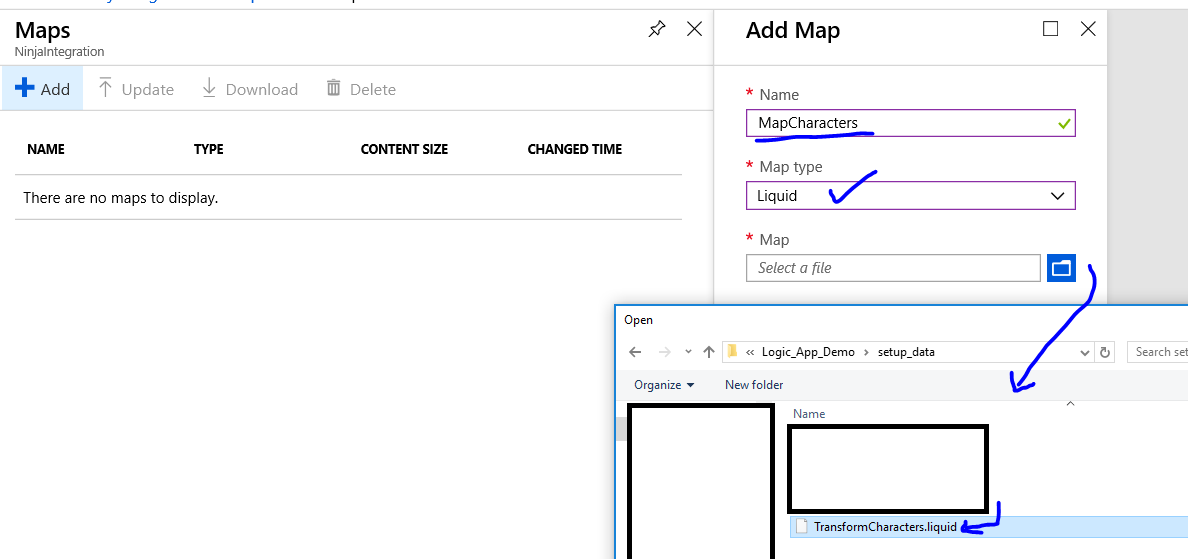 Maps
NinjaIntegration
Add Update Download Delete
NAME TYPE CONTENT SIZE CHANGED TIME
There are no maps to display.
Add Map
* Name
MapCharacters
* Map type
Liquid
* Map
Select a file
Open
« Logic_App_Demo › setup_data
Search set
Organize New folder
Name
TransformCharacters.liquid